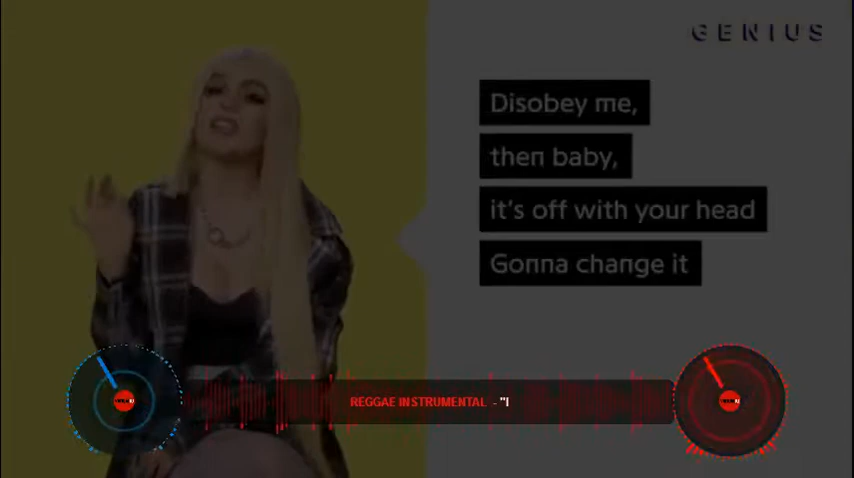 GENIUS
Disobey me,
then baby,
it's off with your head
Gonna change it
REGGAE INSTRUMENTAL - "I